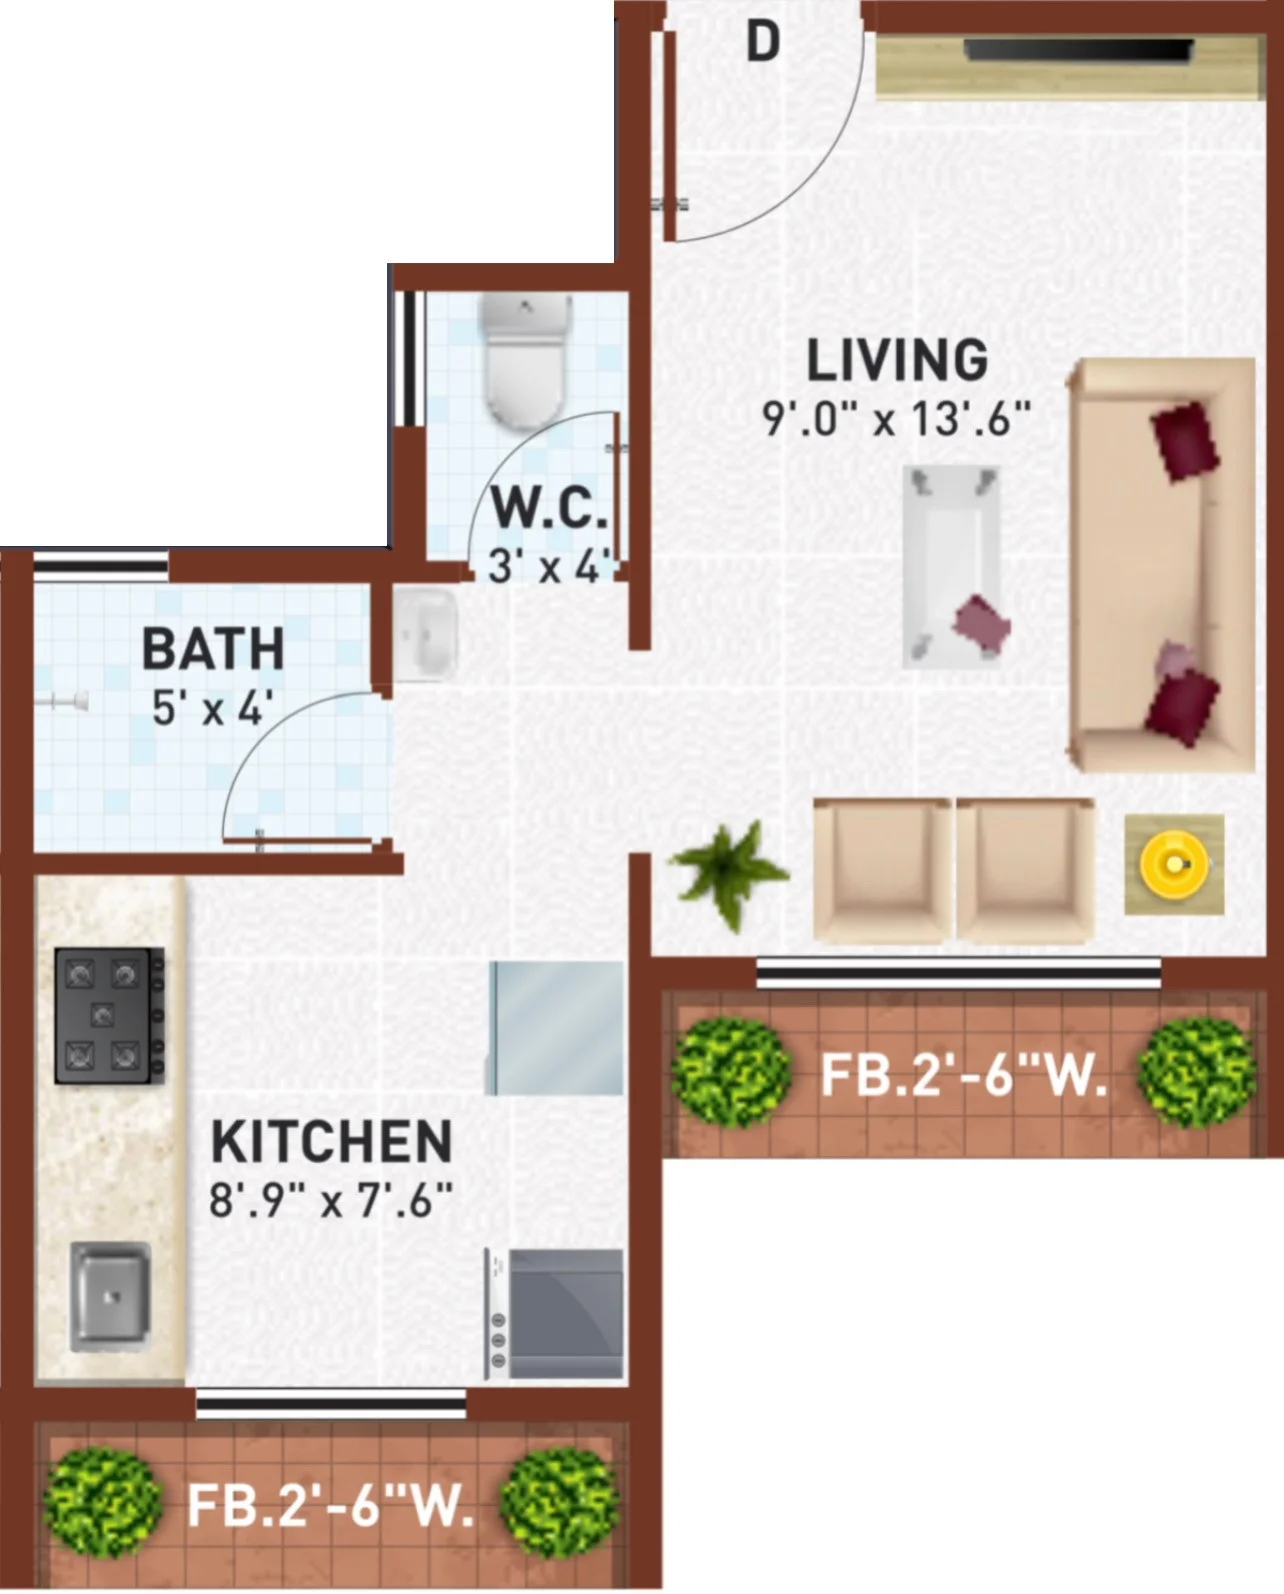 D
LIVING
9'.0" x 13'.6"
W.C.
3' x 4'
BATH
5' x 4'
KITCHEN
8'.9" x 7'.6"
FB.2'-6"W.
FB.2'-6"W.